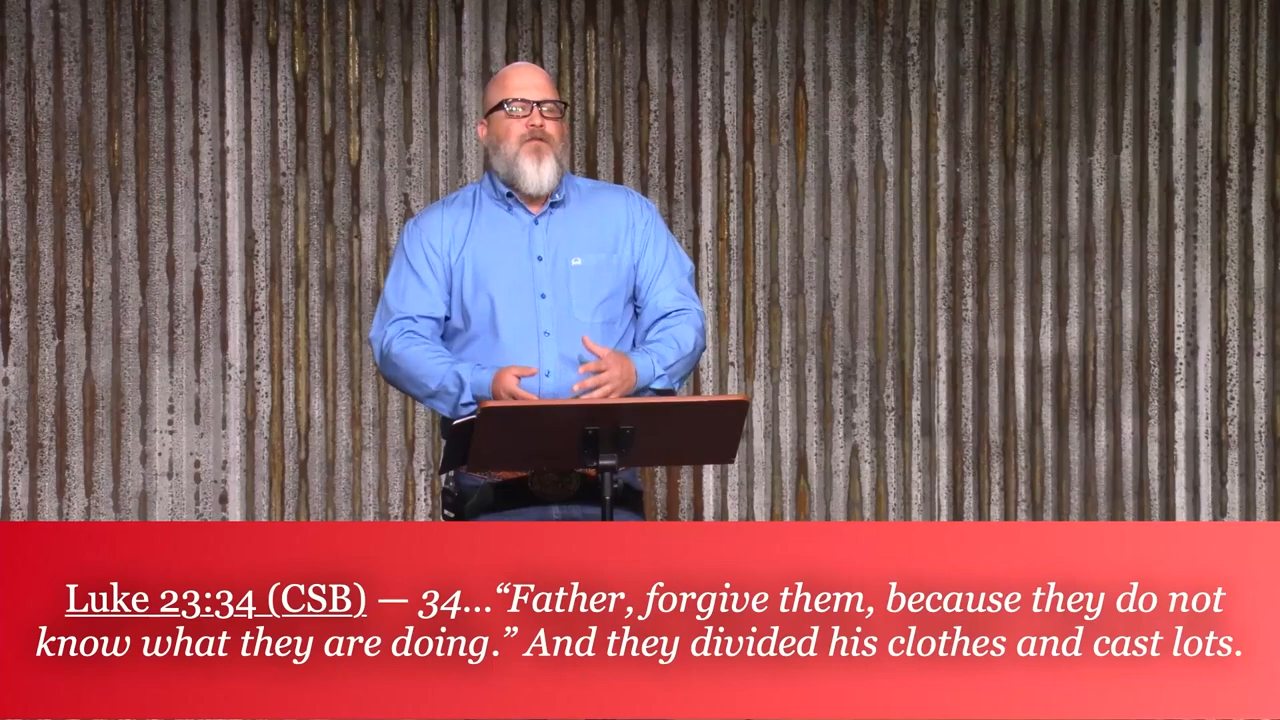 Luke 23:34 (CSB) — 34...“Father, forgive them, because they do not
know what they are doing.” And they divided his clothes and cast lots.